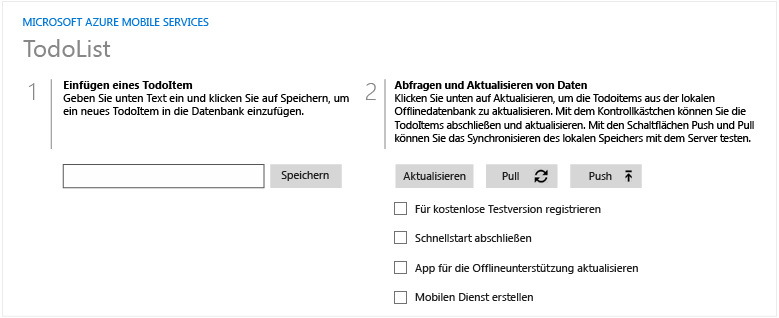 MICROSOFT AZURE MOBILE SERVICES
TodoList
1
Einfügen eines TodoItem
Geben Sie unten Text ein und klicken Sie auf Speichern, um
ein neues TodoItem in die Datenbank einzufügen.
Speichern
2
Abfragen und Aktualisieren von Daten
Klicken Sie unten auf Aktualisieren, um die Todoitems aus der lokalen
Offlinedatenbank zu aktualisieren. Mit dem Kontrollkästchen können Sie die
TodoItems abschließen und aktualisieren. Mit den Schaltflächen Push und Pull
können Sie das Synchronisieren des lokalen Speichers mit dem Server testen.
Aktualisieren Pull Push
Für kostenlose Testversion registrieren
Schnellstart abschließen
App für die Offlineunterstützung aktualisieren
Mobilen Dienst erstellen